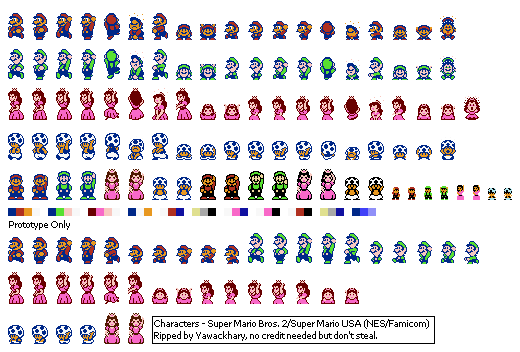 Prototype Only
Characters - Super Mario Bros. 2/Super Mario USA (NES/Famicom)
Ripped by Yawackhary, no credit needed but don't steal.